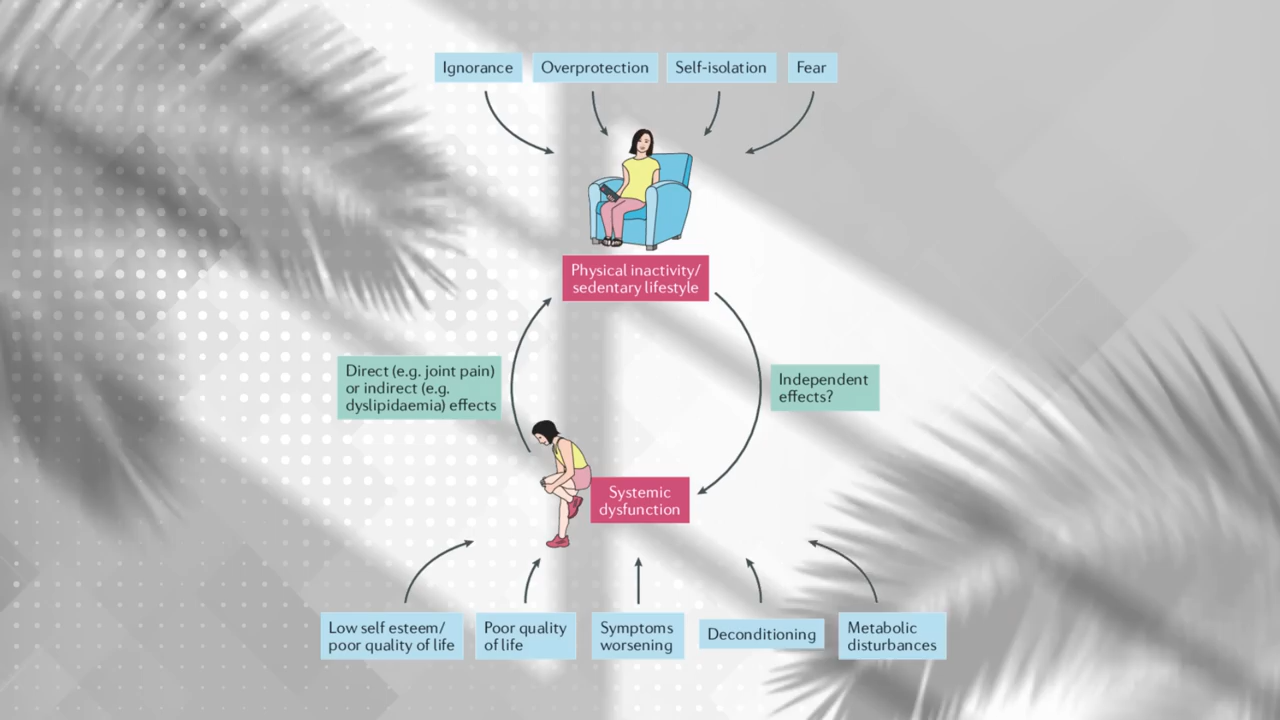 Ignorance
Overprotection
Self-isolation
Fear
Physical inactivity/
sedentary lifestyle
Direct (e.g. joint pain)
or indirect (e.g.
dyslipidaemia) effects
Independent
effects?
Systemic
dysfunction
Low self esteem/
poor quality of life
Poor quality
of life
Symptoms
worsening
Deconditioning
Metabolic
disturbances